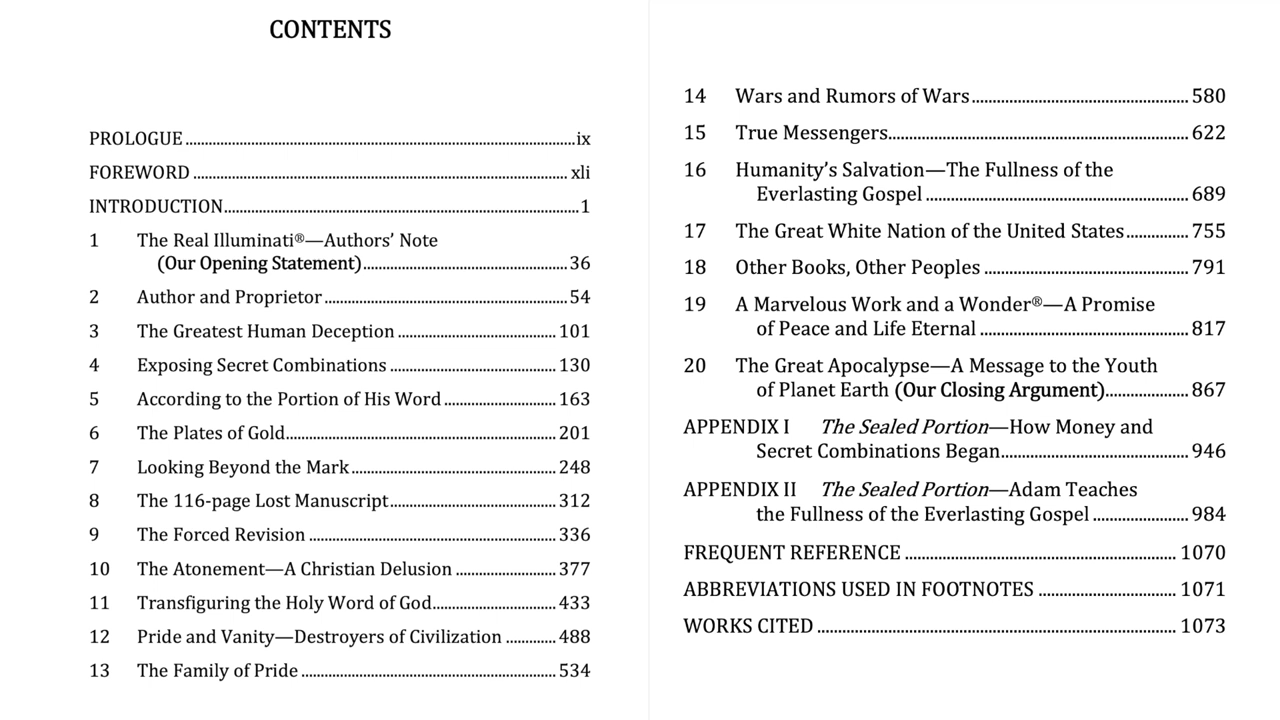 CONTENTS
PROLOGUE ... ix
FOREWORD ... xli
INTRODUCTION ... 1
1 The Real Illuminati®—Authors’ Note
(Our Opening Statement) ... 36
2 Author and Proprietor ... 54
3 The Greatest Human Deception ... 101
4 Exposing Secret Combinations ... 130
5 According to the Portion of His Word ... 163
6 The Plates of Gold ... 201
7 Looking Beyond the Mark ... 248
8 The 116-page Lost Manuscript ... 312
9 The Forced Revision ... 336
10 The Atonement—A Christian Delusion ... 377
11 Transfiguring the Holy Word of God ... 433
12 Pride and Vanity—Destroyers of Civilization ... 488
13 The Family of Pride ... 534
14 Wars and Rumors of Wars ... 580
15 True Messengers ... 622
16 Humanity’s Salvation—The Fullness of the
Everlasting Gospel ... 689
17 The Great White Nation of the United States ... 755
18 Other Books, Other Peoples ... 791
19 A Marvelous Work and a Wonder®—A Promise
of Peace and Life Eternal ... 817
20 The Great Apocalypse—A Message to the Youth
of Planet Earth (Our Closing Argument) ... 867
APPENDIX I The Sealed Portion—How Money and
Secret Combinations Began ... 946
APPENDIX II The Sealed Portion—Adam Teaches
the Fullness of the Everlasting Gospel ... 984
FREQUENT REFERENCE ... 1070
ABBREVIATIONS USED IN FOOTNOTES ... 1071
WORKS CITED ... 1073